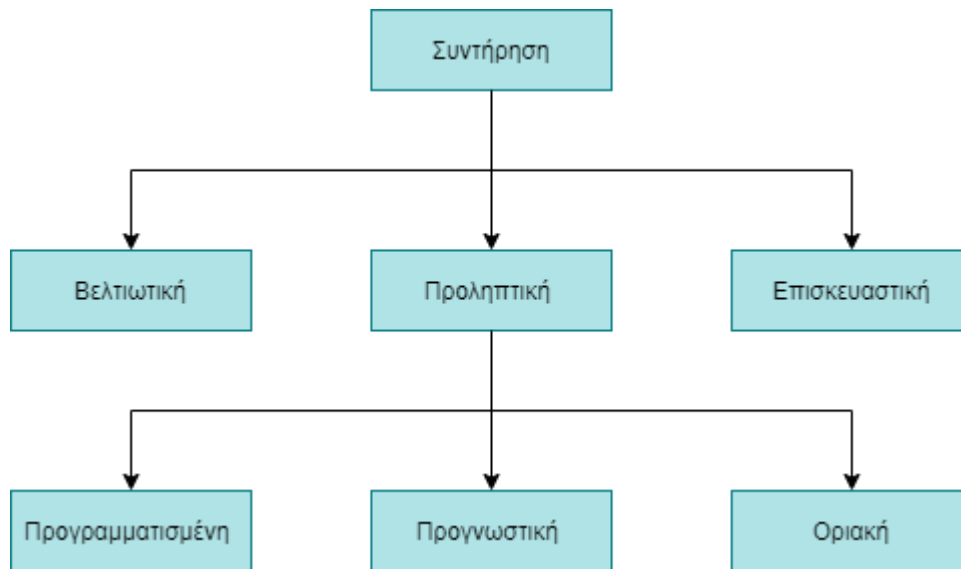 Συντήρηση
Βελτιωτική
Προληπτική
Επισκευαστική
Προγραμματισμένη
Προγνωστική
Οριακή